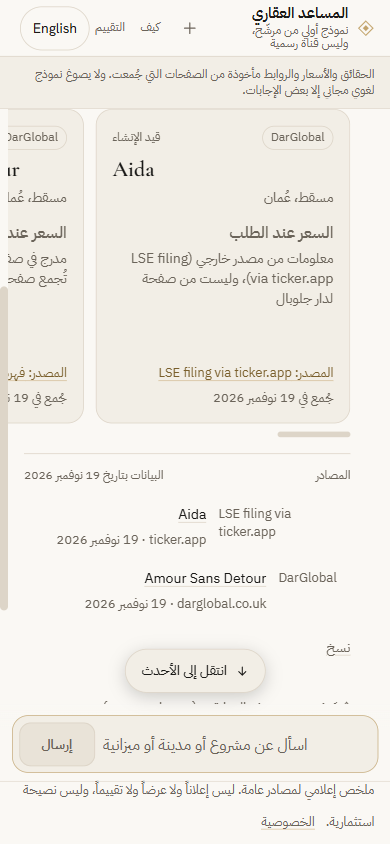 المساعد العقاري
نموذج أولي من مرشّح،
وليس قناة رسمية
كيف
التقييم
English
الحقائق والأسعار والروابط مأخوذة من الصفحات التي جُمعت. ولا يصوغ نموذج
لغوي مجاني إلا بعض الإجابات.
DarGlobal
قيد الإنشاء
Aida
مسقط، عُمان
السعر عند الطلب
معلومات من مصدر خارجي (LSE filing
via ticker.app)، وليست من صفحة
لدار جلوبال
المصدر: LSE filing via ticker.app
جُمع في 19 نوفمبر 2026
DarGlobal
مسقط، عُما
السعر عند
مدرج في صف
تُجمع صفح
المصدر: فهر
جُمع في 19 ن
المصادر
البيانات بتاريخ 19 نوفمبر 2026
LSE filing via
ticker.app
Aida
ticker.app · 19 نوفمبر 2026
DarGlobal
Amour Sans Detour
darglobal.co.uk · 19 نوفمبر 2026
نسخ
انتقل إلى الأحدث
اسأل عن مشروع أو مدينة أو ميزانية
إرسال
ملخص إعلامي لمصادر عامة. ليس إعلاناً ولا عرضاً ولا تقييماً، وليس نصيحة
استثمارية. الخصوصية